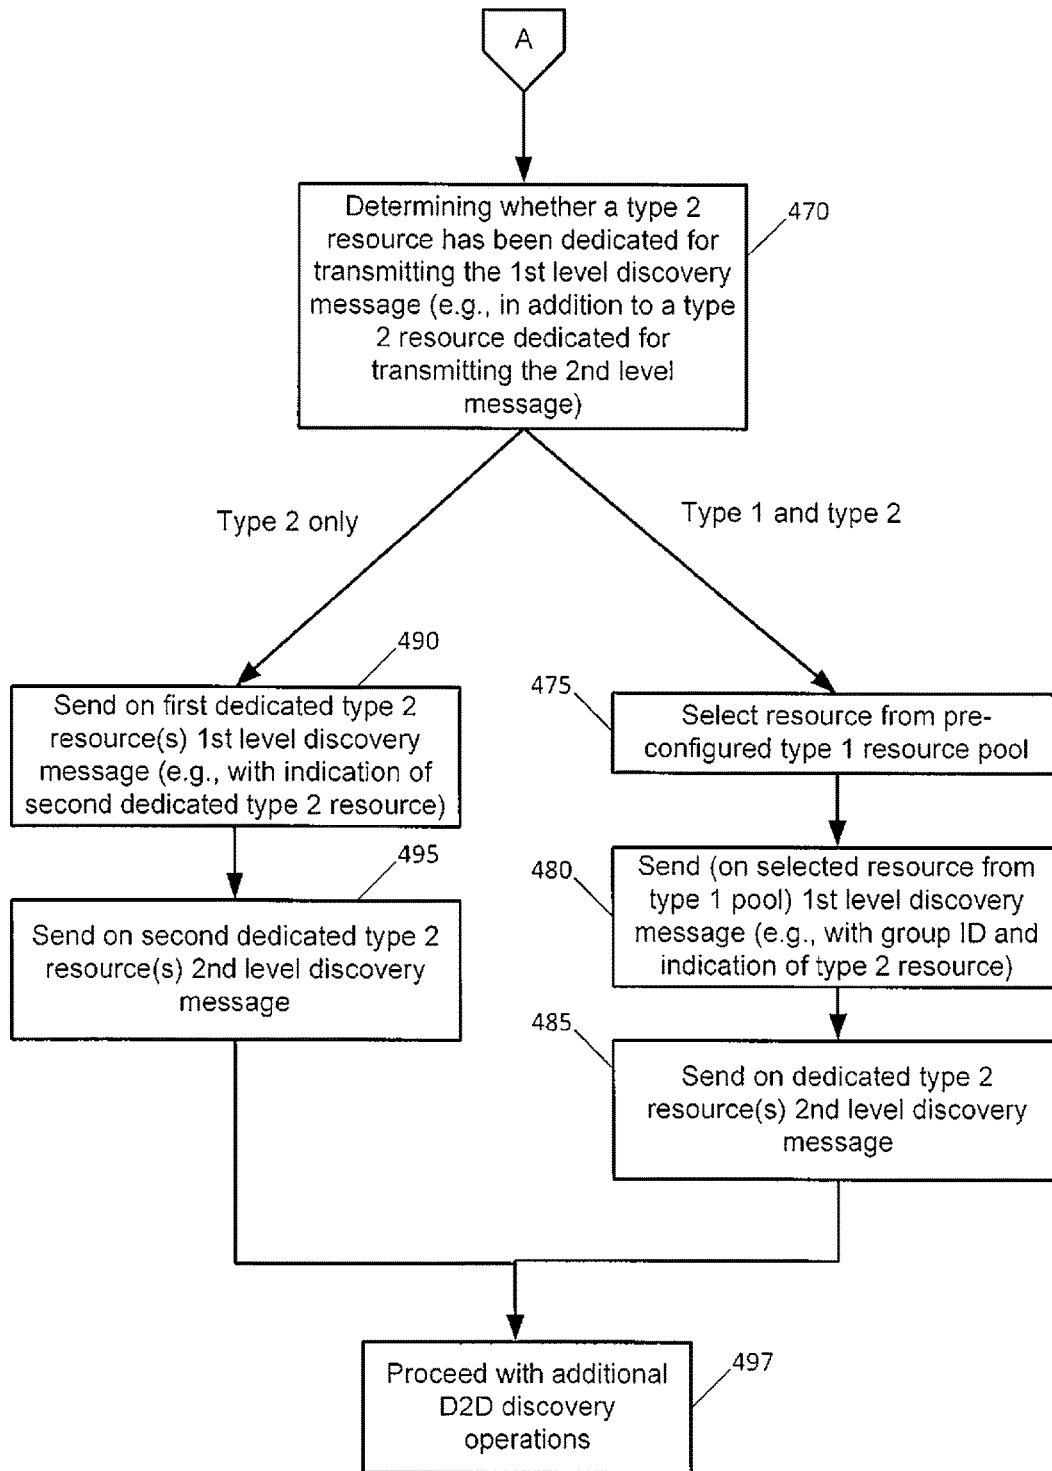 A
Determining whether a type 2
resource has been dedicated for
transmitting the 1st level discovery
message (e.g., in addition to a type
2 resource dedicated for
transmitting the 2nd level
message)
470
Type 2 only
Type 1 and type 2
490
Send on first dedicated type 2
resource(s) 1st level discovery
message (e.g., with indication of
second dedicated type 2 resource)
475
Select resource from pre-
configured type 1 resource pool
495
Send on second dedicated type 2
resource(s) 2nd level discovery
message
480
Send (on selected resource from
type 1 pool) 1st level discovery
message (e.g., with group ID and
indication of type 2 resource)
485
Send on dedicated type 2
resource(s) 2nd level discovery
message
Proceed with additional
D2D discovery
operations
497